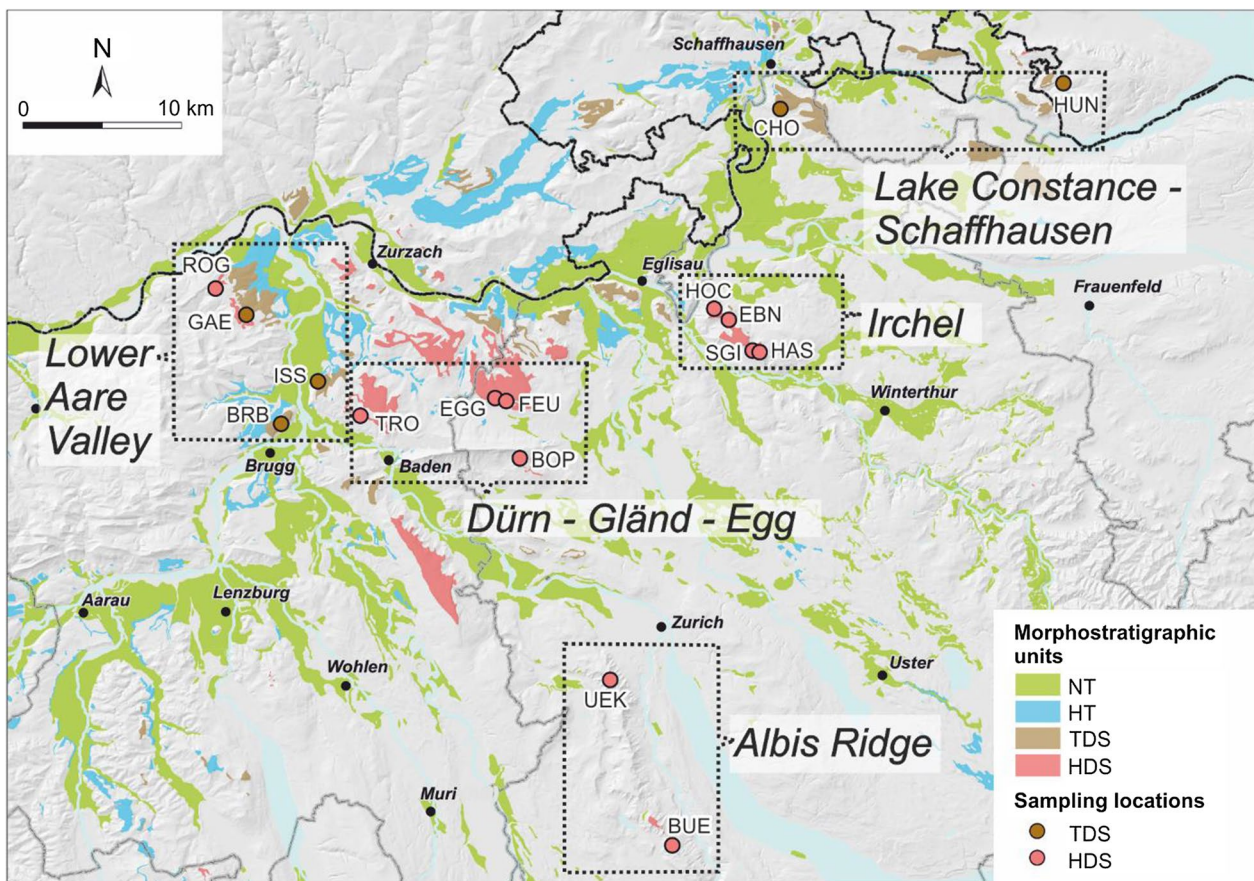 N
0 10 km
Schaffhausen
HUN
CHO
Lake Constance -
Schaffhausen
Zurzach
ROG
GAE
Eglisau
HOC
EBN
SGI
HAS
Irchel
Frauenfeld
Lower
Aare
Valley
ISS
BRB
TRO
EGG
FEU
BOP
Winterthur
Brugg
Baden
Dürn - Gländ - Egg
Aarau
Lenzburg
Zurich
Wohlen
Uster
UEK
Albis Ridge
Muri
BUE
Morphostratigraphic
units
NT
HT
TDS
HDS
Sampling locations
TDS
HDS